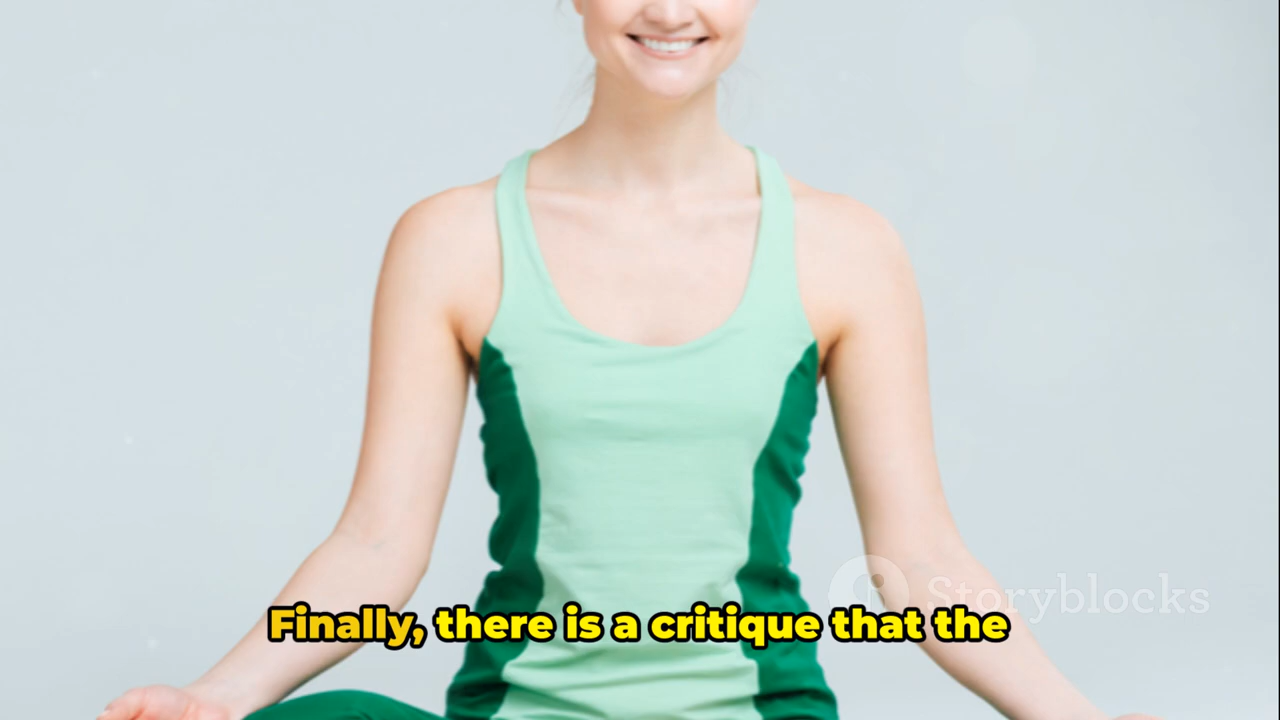 Storyblocks
Finally, there is a critique that the